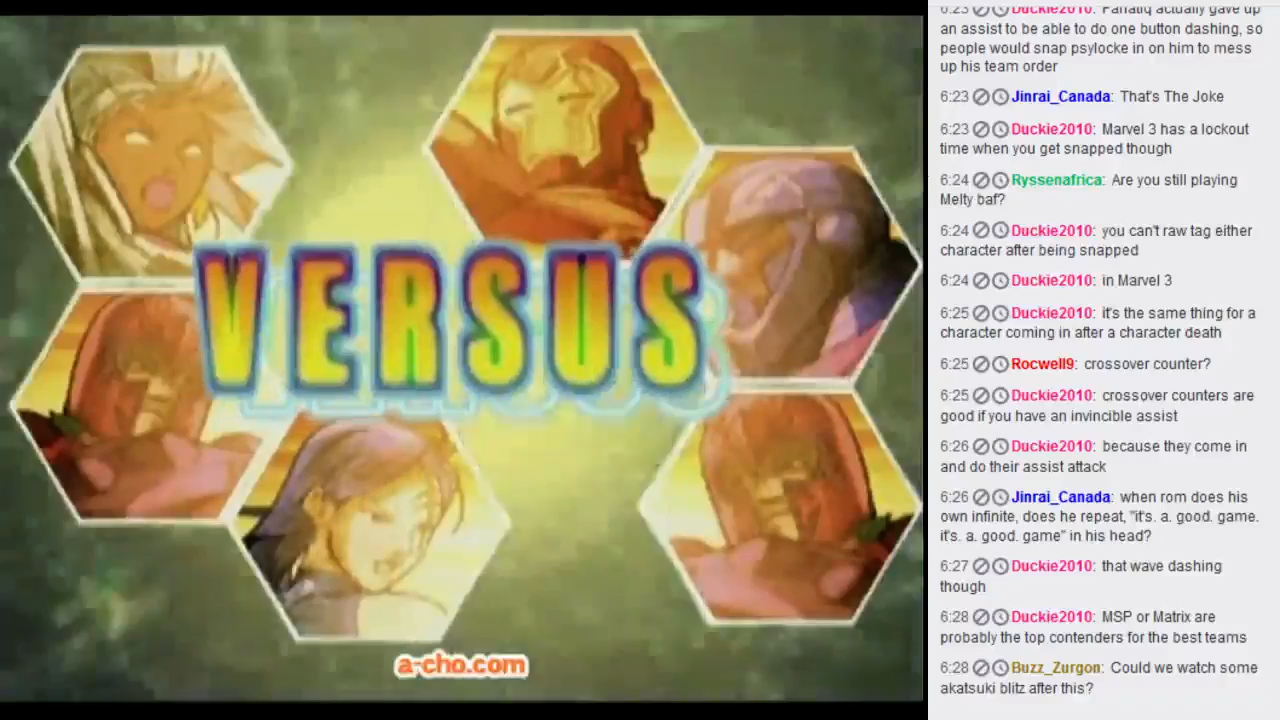 VERSUS
a-cho.com
6:23 Duckie2010: Fanatiq actually gave up
an assist to be able to do one button dashing, so
people would snap psylocke in on him to mess
up his team order
6:23 Jinrai_Canada: That's The Joke
6:23 Duckie2010: Marvel 3 has a lockout
time when you get snapped though
6:24 Ryssenafrica: Are you still playing
Melty baf?
6:24 Duckie2010: you can't raw tag either
character after being snapped
6:24 Duckie2010: in Marvel 3
6:25 Duckie2010: it's the same thing for a
character coming in after a character death
6:25 Rocwell9: crossover counter?
6:25 Duckie2010: crossover counters are
good if you have an invincible assist
6:26 Duckie2010: because they come in
and do their assist attack
6:26 Jinrai_Canada: when rom does his
own infinite, does he repeat, "it's. a. good. game.
it's. a. good. game" in his head?
6:27 Duckie2010: that wave dashing
though
6:28 Duckie2010: MSP or Matrix are
probably the top contenders for the best teams
6:28 Buzz_Zurgon: Could we watch some
akatsuki blitz after this?